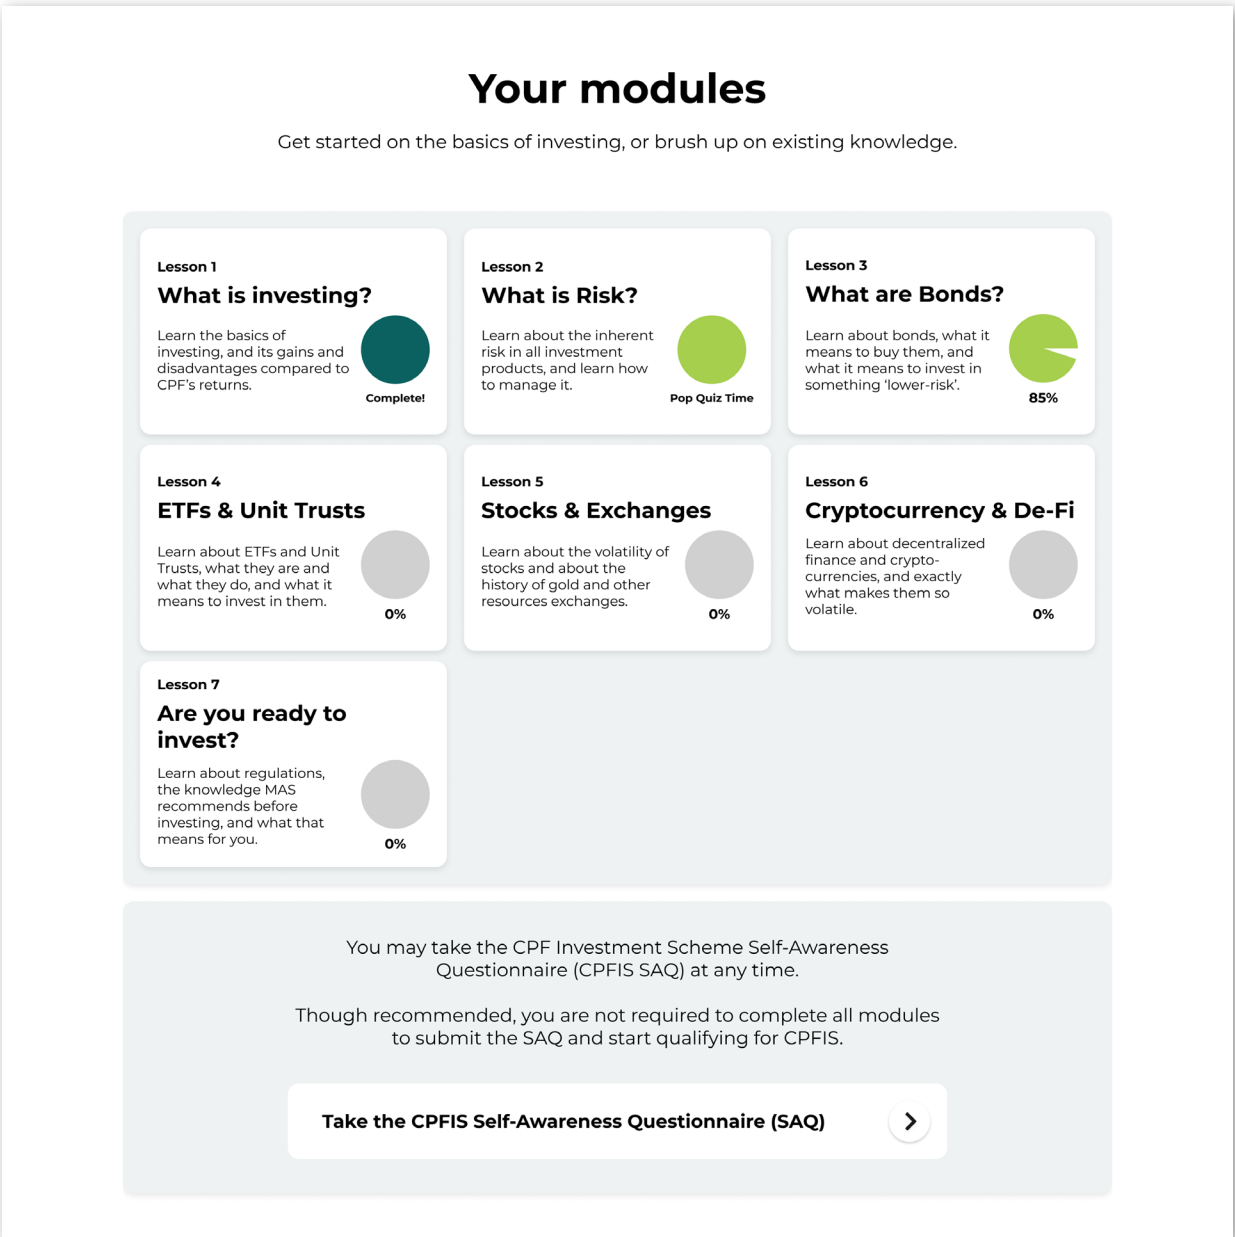 Your modules
Get started on the basics of investing, or brush up on existing knowledge.
Lesson 1
What is investing?
Learn the basics of
investing, and its gains and
disadvantages compared to
CPF's returns.
Complete!
Lesson 2
What is Risk?
Learn about the inherent
risk in all investment
products, and learn how
to manage it.
Pop Quiz Time
Lesson 3
What are Bonds?
Learn about bonds, what it
means to buy them, and
what it means to invest in
something ‘lower-risk’.
85%
Lesson 4
ETFs & Unit Trusts
Learn about ETFs and Unit
Trusts, what they are and
what they do, and what it
means to invest in them.
0%
Lesson 5
Stocks & Exchanges
Learn about the volatility of
stocks and about the
history of gold and other
resources exchanges.
0%
Lesson 6
Cryptocurrency & De-Fi
Learn about decentralized
finance and crypto-
currencies, and exactly
what makes them so
volatile.
0%
Lesson 7
Are you ready to
invest?
Learn about regulations,
the knowledge MAS
recommends before
investing, and what that
means for you.
0%
You may take the CPF Investment Scheme Self-Awareness
Questionnaire (CPFIS SAQ) at any time.
Though recommended, you are not required to complete all modules
to submit the SAQ and start qualifying for CPFIS.
Take the CPFIS Self-Awareness Questionnaire (SAQ)